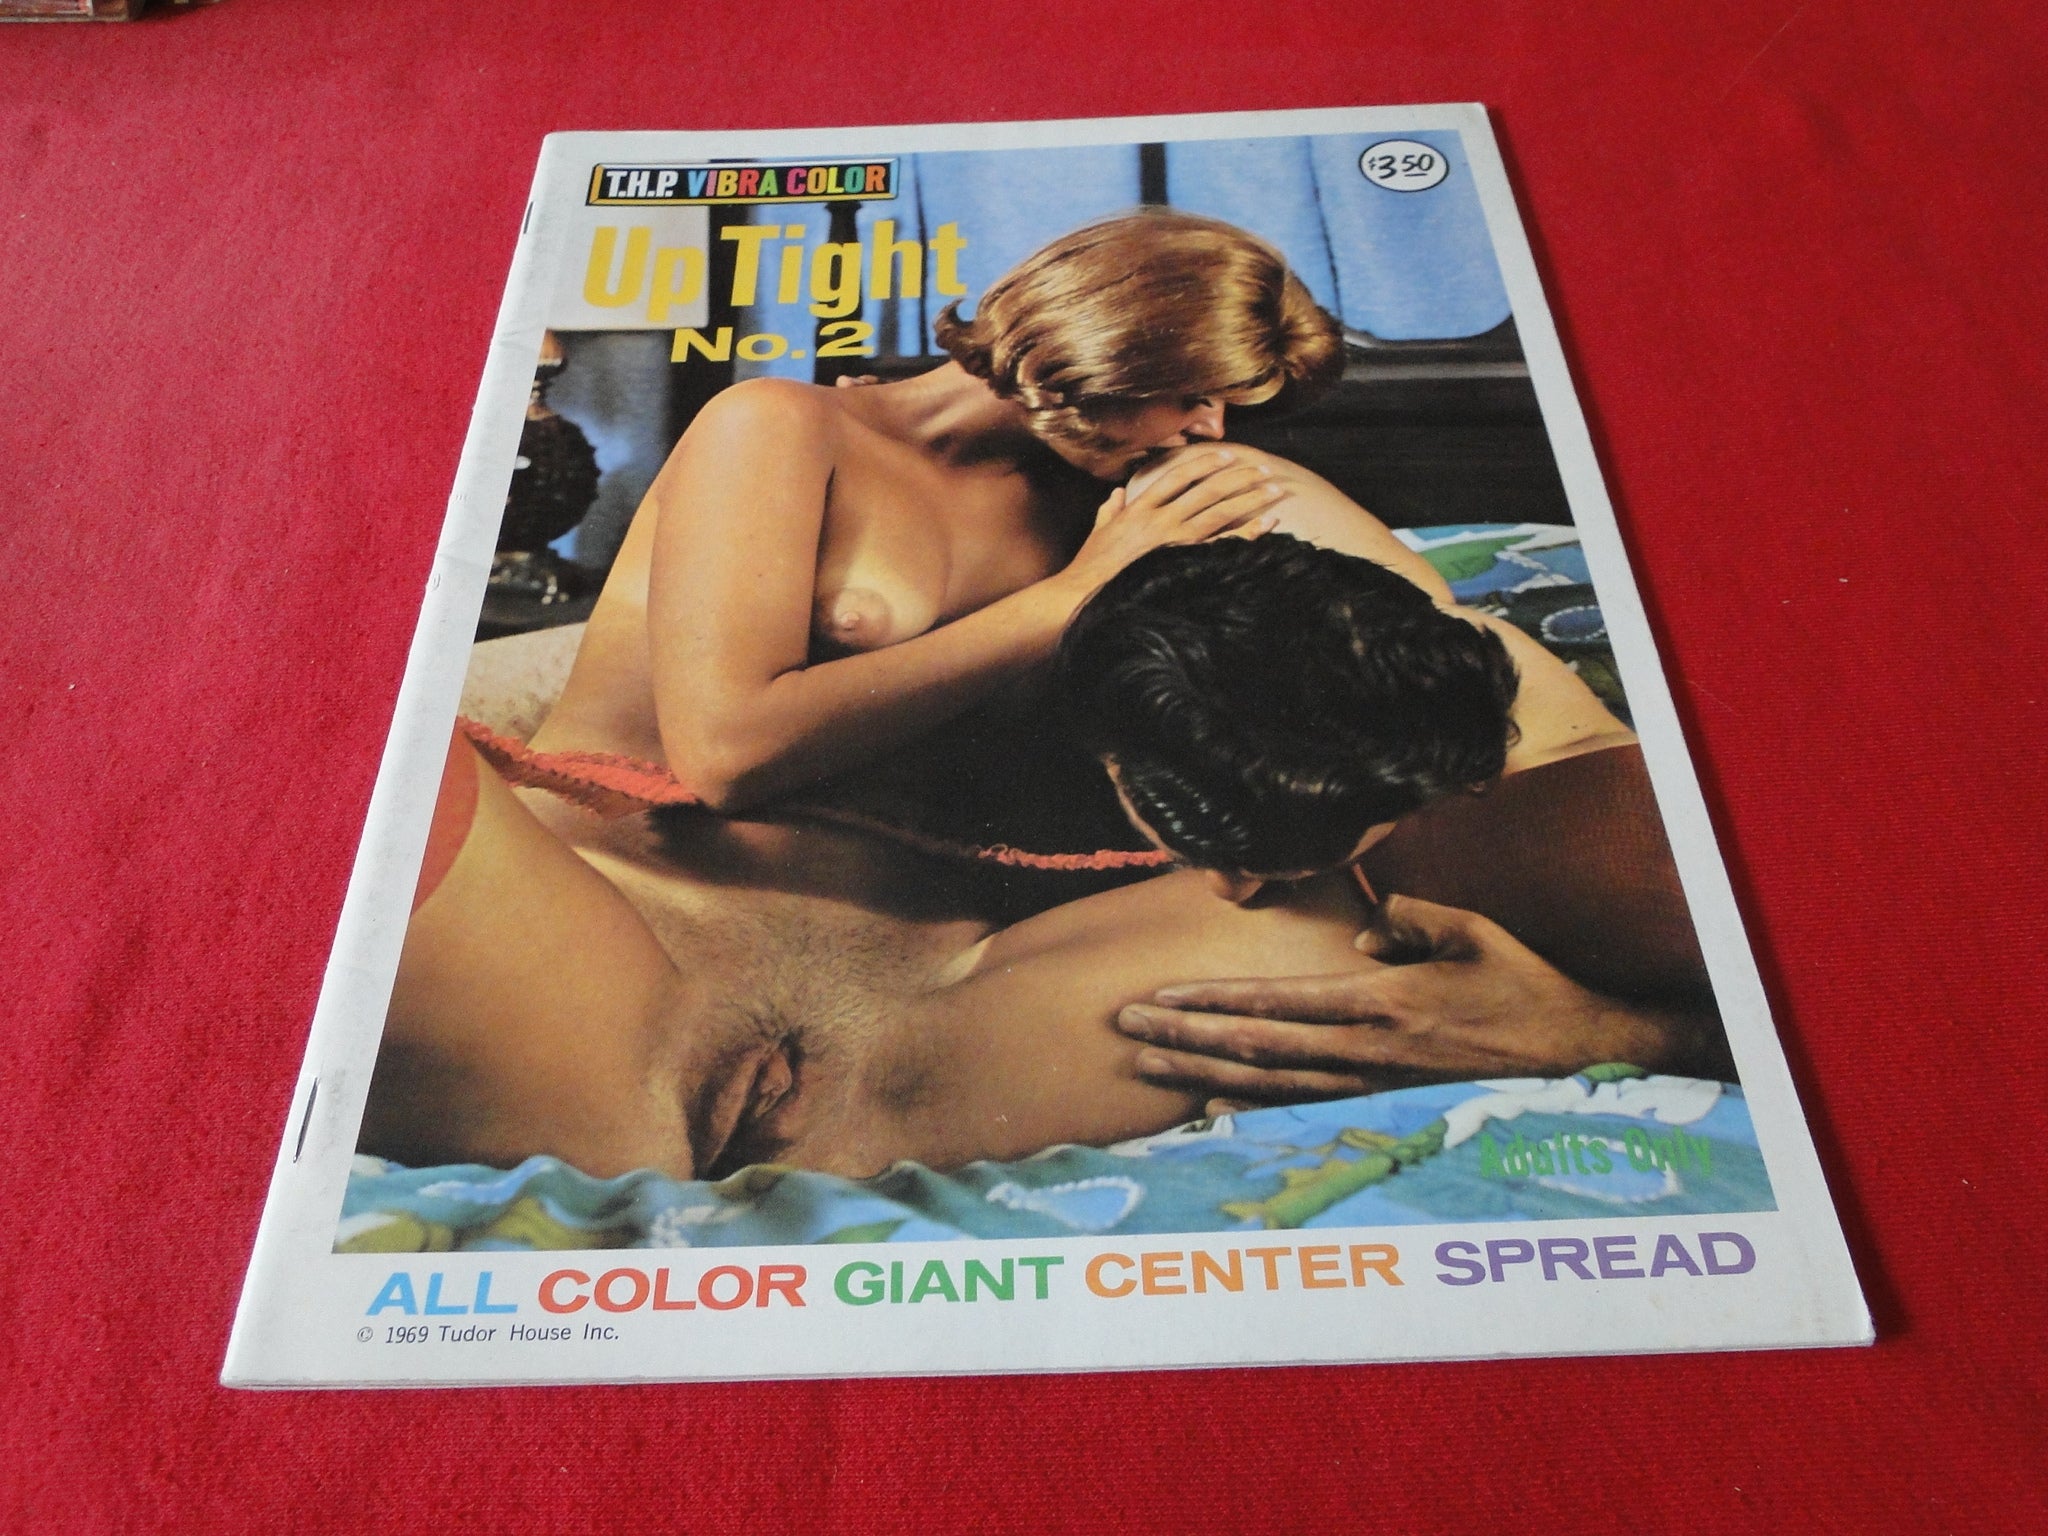 T.H.P. VIBRA COLOR
$3.50
Up Tight
No. 2
Adults Only
ALL COLOR GIANT CENTER SPREAD
© 1969 Tudor House Inc.